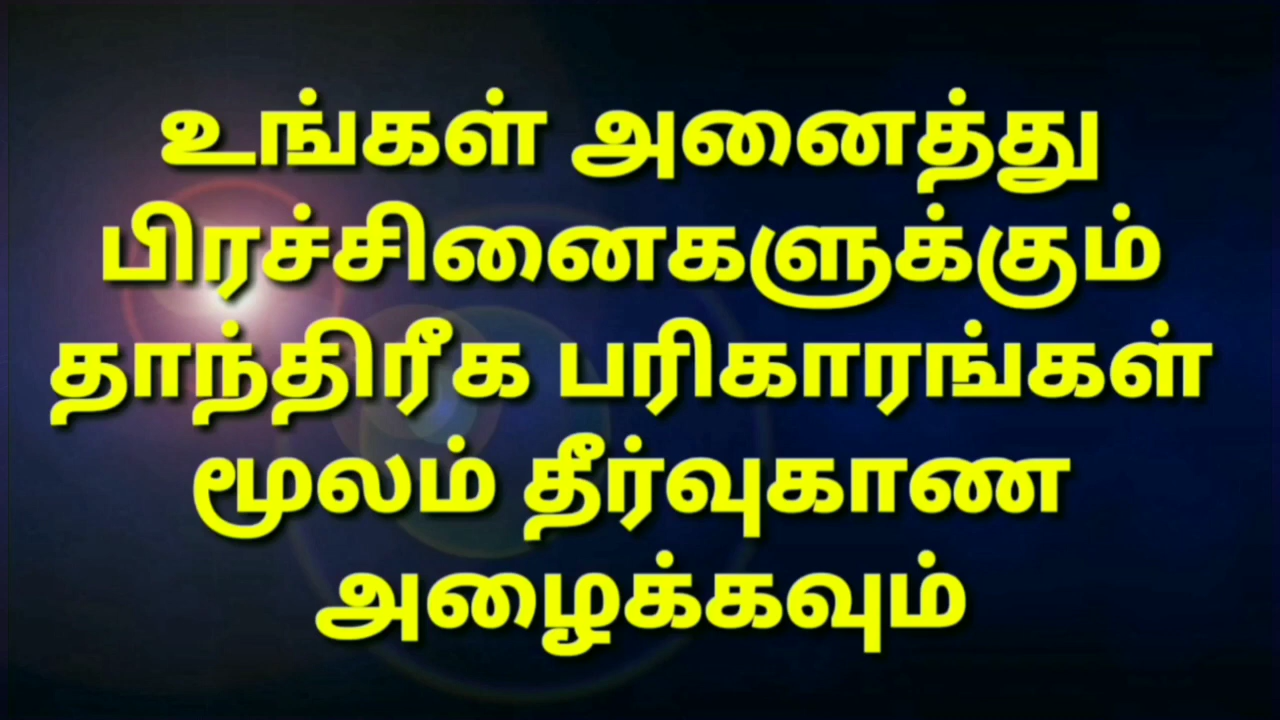 உங்கள் அனைத்து
பிரச்சினைகளுக்கும்
தாந்திரீக பரிகாரங்கள்
மூலம் தீர்வுகாண
அழைக்கவும்